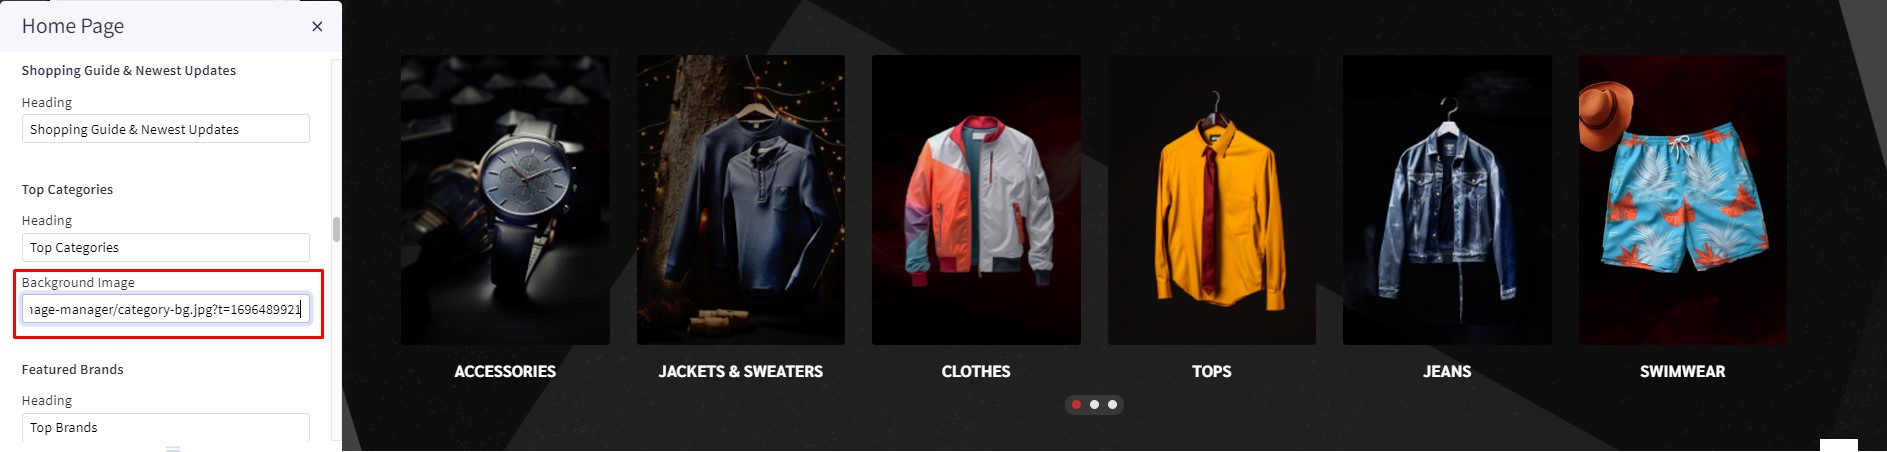 Home Page
Shopping Guide & Newest Updates
Heading
Shopping Guide & Newest Updates
Top Categories
Heading
Top Categories
Background Image
nage-manager/category-bg.jpg?t=1696489921
Featured Brands
Heading
Top Brands
ACCESSORIES
JACKETS & SWEATERS
CLOTHES
TOPS
JEANS
SWIMWEAR